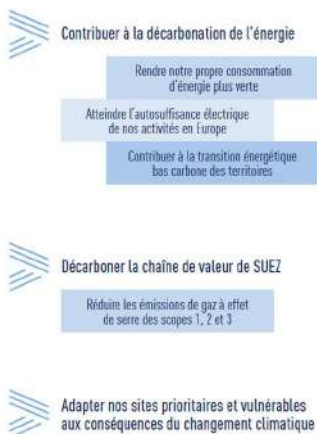 Contribuer à la décarbonation de l'énergie
Rendre notre propre consommation
d'énergie plus verte
Atteindre l'autosuffisance électrique
de nos activités en Europe
Contribuer à la transition énergétique
bas carbone des territoires
Décarboner la chaîne de valeur de SUEZ
Réduire les émissions de gaz à effet
de serre des scopes 1, 2 et 3
Adapter nos sites prioritaires et vulnérables
aux conséquences du changement climatique